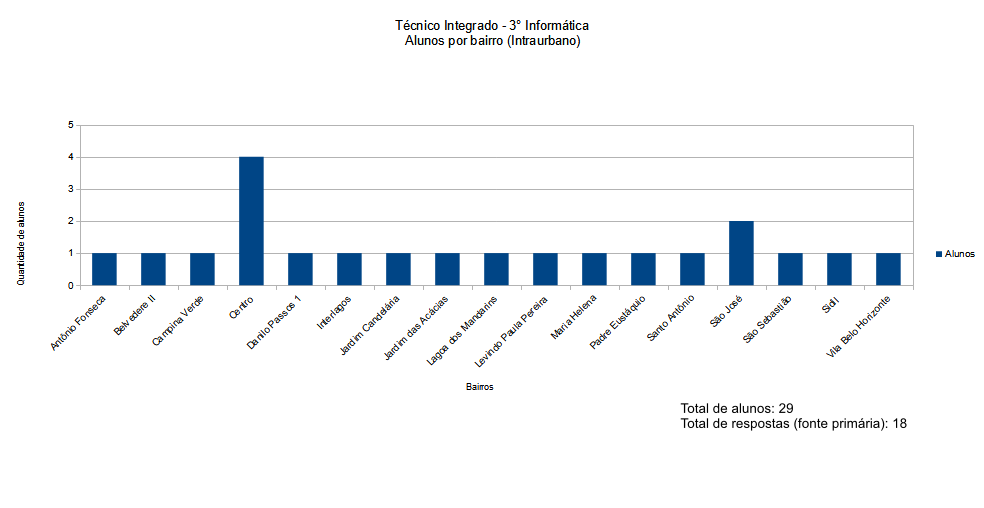 Técnico Integrado - 3° Informática
Alunos por bairro (Intraurbano)
5
4
3
2
1
0
Quantidade de alunos
Antônio Fonseca
Belvedere II
Campina Verde
Centro
Danilo Passos 1
Interlagos
Jardim Candelária
Jardim das Acácias
Lagoa dos Mandarins
Levindo Paula Pereira
Maria Helena
Padre Eustáquio
Santo Antônio
São José
São Sebastião
Sidil
Vila Belo Horizonte
Bairros
Alunos
Total de alunos: 29
Total de respostas (fonte primária): 18